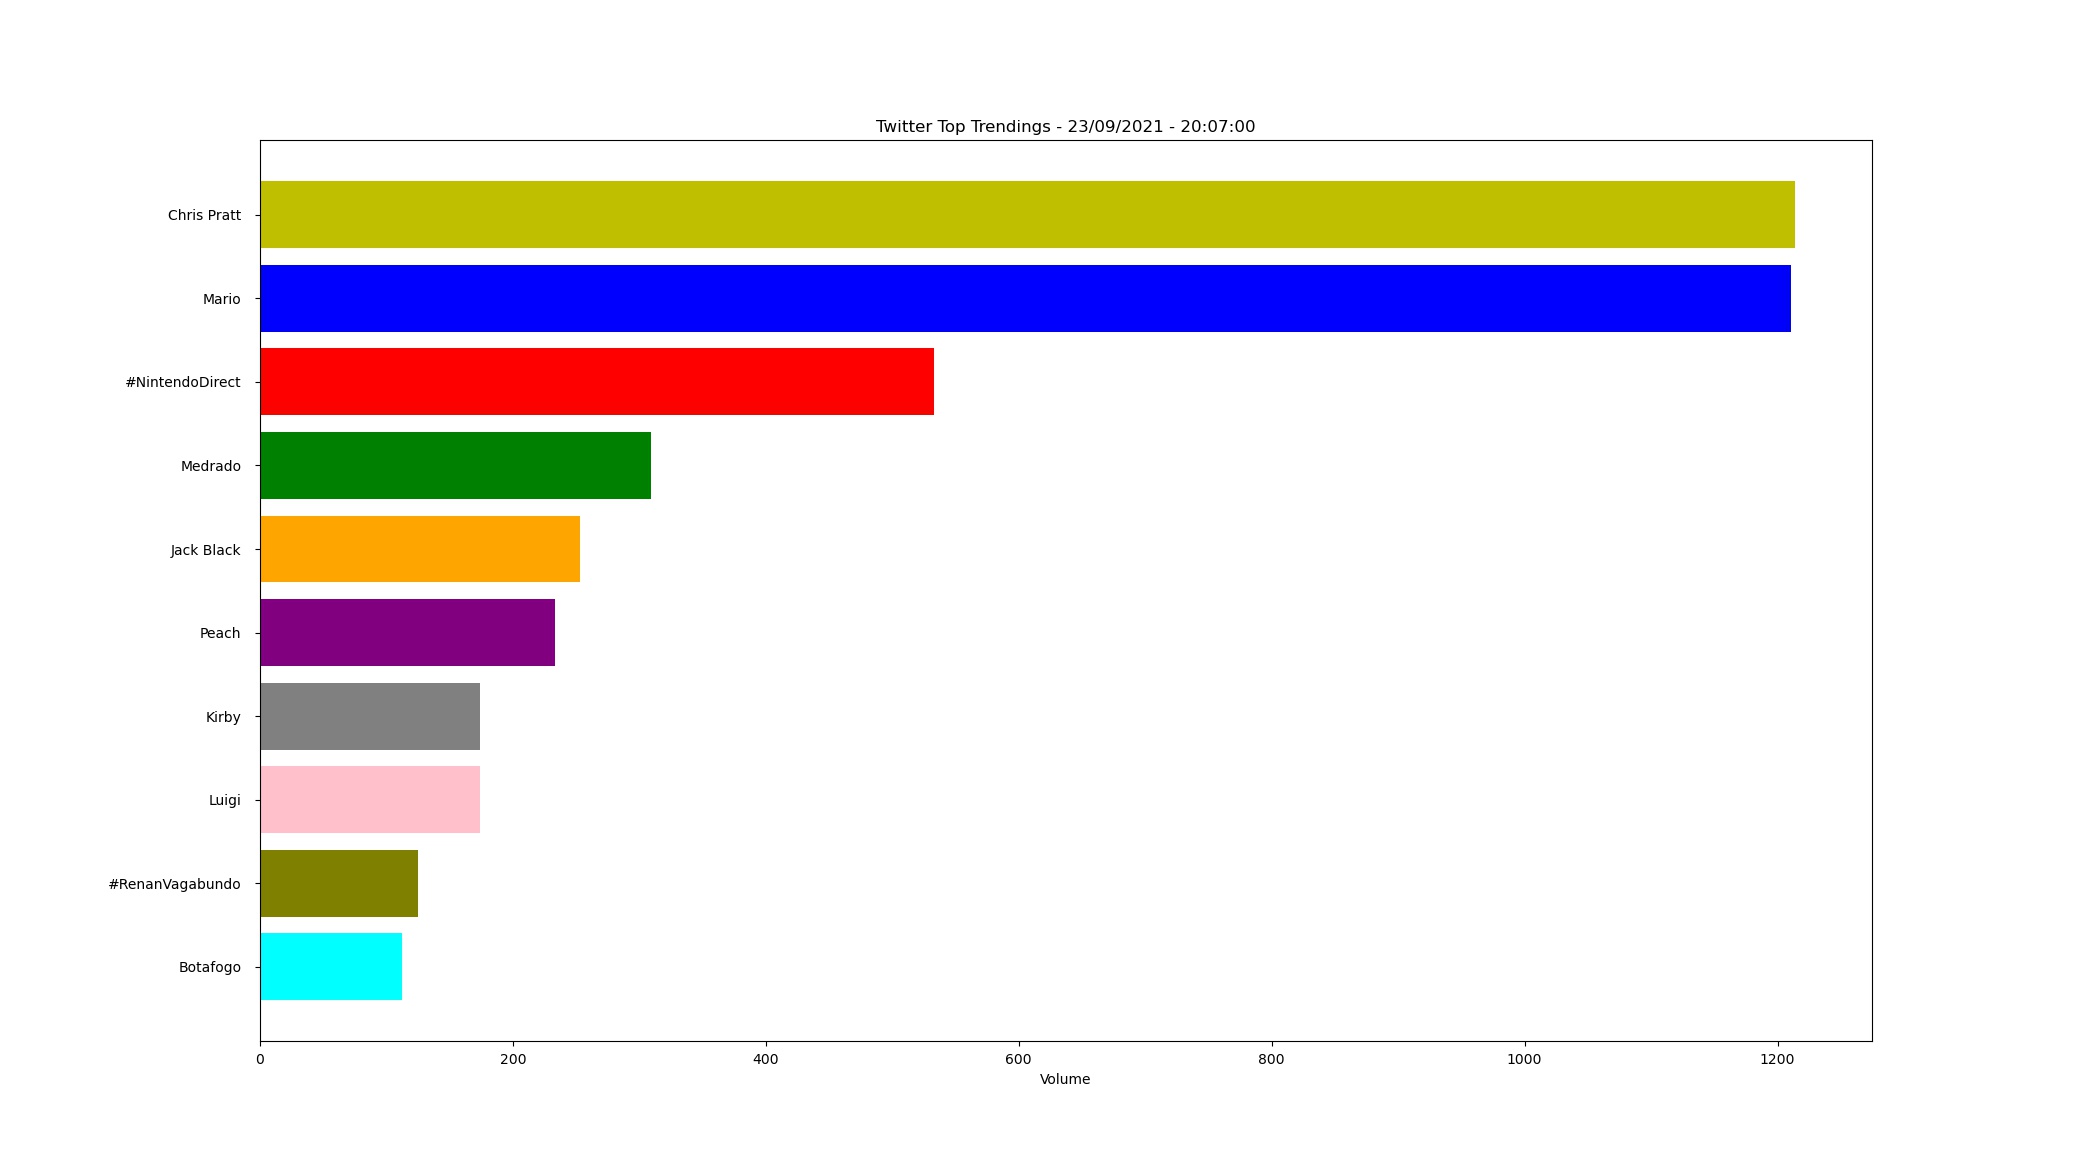 Twitter Top Trendings - 23/09/2021 - 20:07:00
Chris Pratt
Mario
#NintendoDirect
Medrado
Jack Black
Peach
Kirby
Luigi
#RenanVagabundo
Botafogo
0 200 400 600 800 1000 1200
Volume